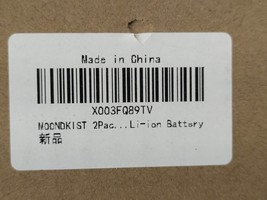 Made in China
X003FQ89TV
MOONDKIST 2Pac...Li-ion Battery
新品